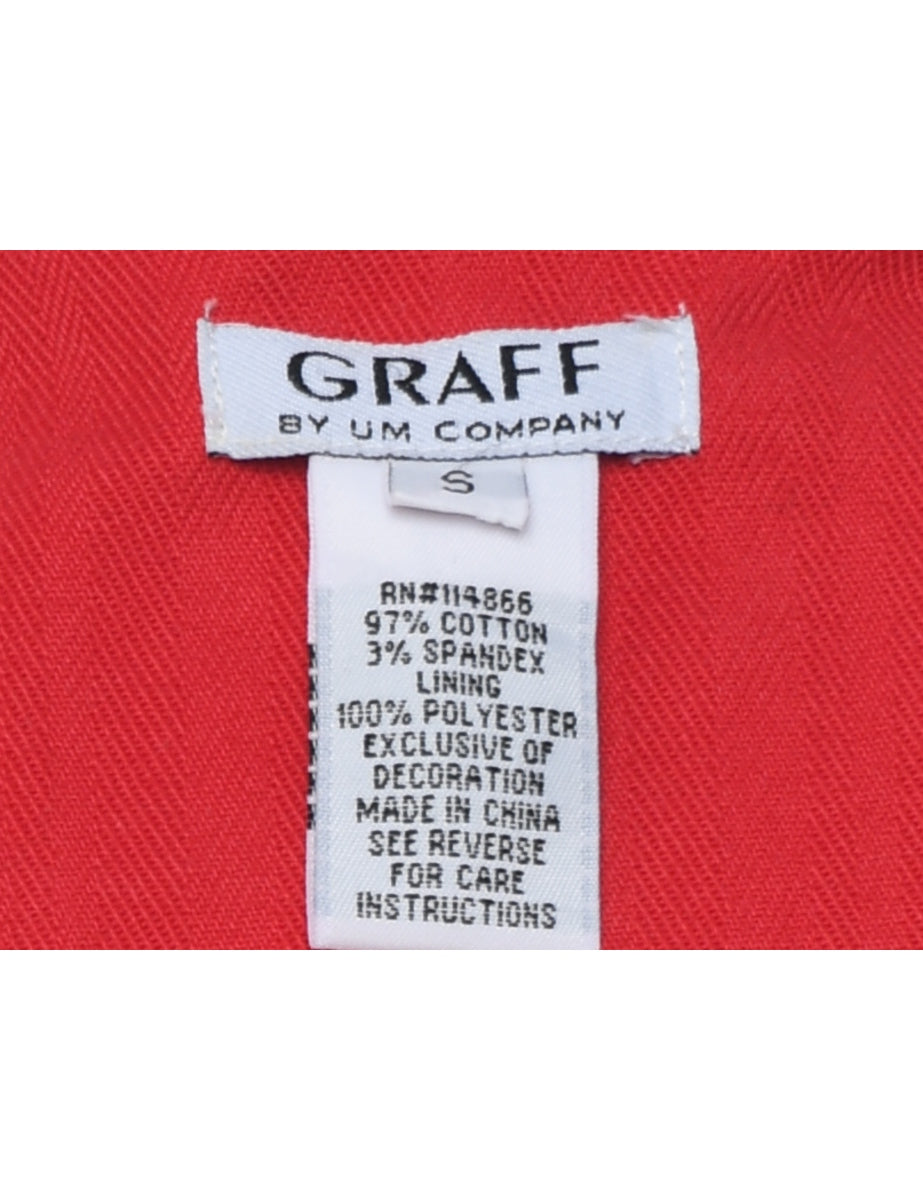 GRAFF
BY UM COMPANY
S
RN#114866
97% COTTON
3% SPANDEX
LINING
100% POLYESTER
EXCLUSIVE OF
DECORATION
MADE IN CHINA
SEE REVERSE
FOR CARE
INSTRUCTIONS